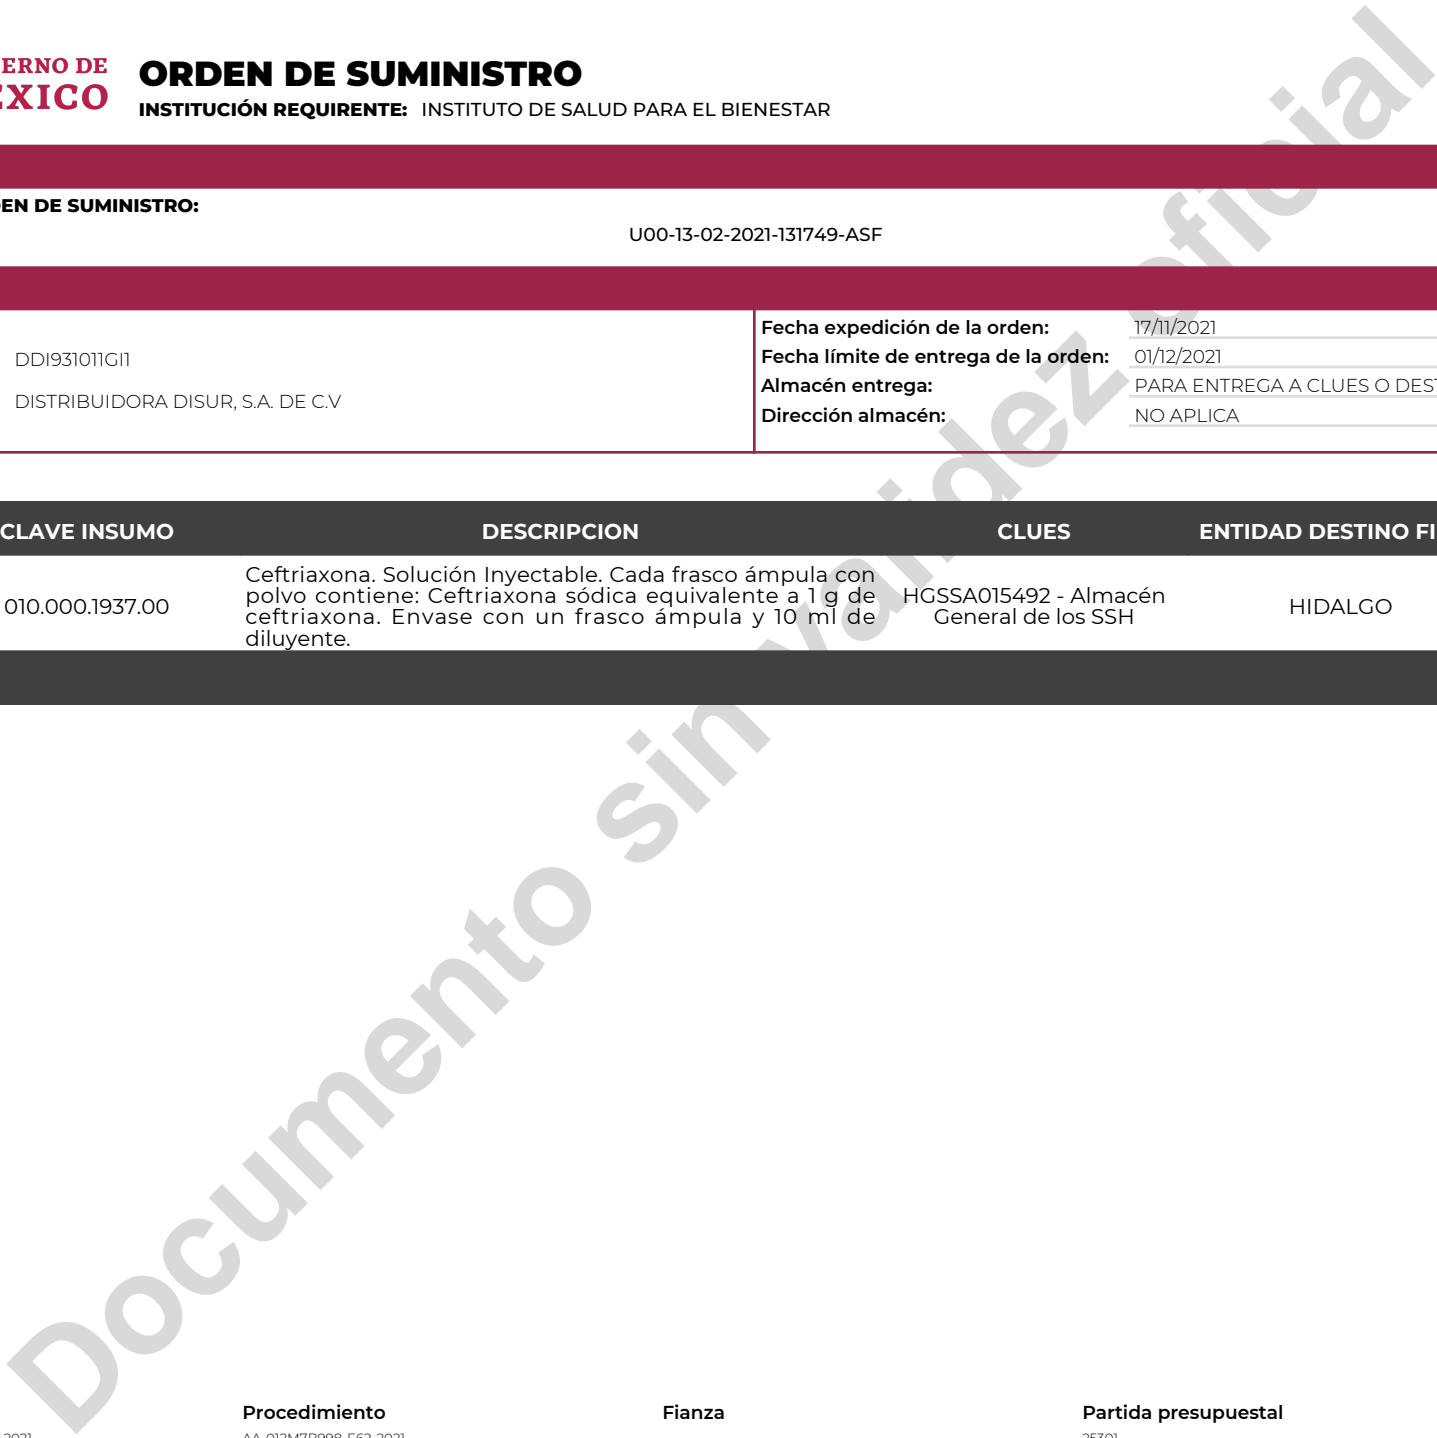 ERNO DE
ÉXICO
ORDEN DE SUMINISTRO
INSTITUCIÓN REQUIRENTE: INSTITUTO DE SALUD PARA EL BIENESTAR
EN DE SUMINISTRO:
U00-13-02-2021-131749-ASF
DDI931011GI1
DISTRIBUIDORA DISUR, S.A. DE C.V
Fecha expedición de la orden: 17/11/2021
Fecha límite de entrega de la orden: 01/12/2021
Almacén entrega: PARA ENTREGA A CLUES O DEST
Dirección almacén: NO APLICA
CLAVE INSUMO DESCRIPCION CLUES ENTIDAD DESTINO FI
010.000.1937.00
Ceftriaxona. Solución Inyectable. Cada frasco ámpula con
polvo contiene: Ceftriaxona sódica equivalente a 1 g de
ceftriaxona. Envase con un frasco ámpula y 10 ml de
diluyente.
HGSSA015492 - Almacén
General de los SSH
HIDALGO
Documento sin validez oficial
Procedimiento Fianza Partida presupuestal